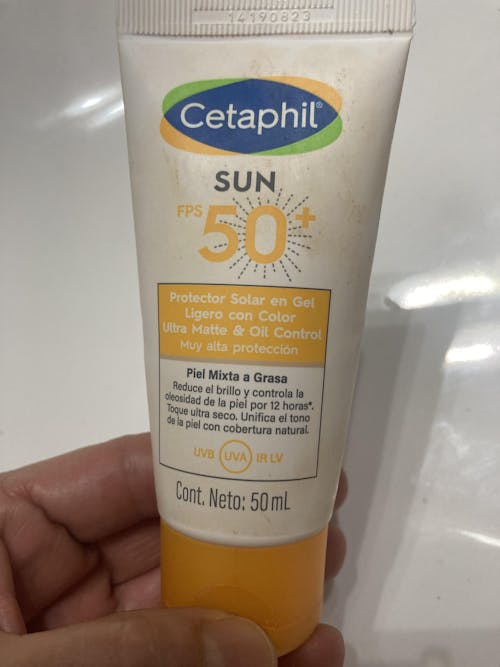 14190823
Cetaphil®
SUN
FPS 50+
Protector Solar en Gel
Ligero con Color
Ultra Matte & Oil Control
Muy alta protección
Piel Mixta a Grasa
Reduce el brillo y controla la
oleosidad de la piel por 12 horas*.
Toque ultra seco. Unifica el tono
de la piel con cobertura natural.
UVB UVA IR LV
Cont. Neto: 50 mL